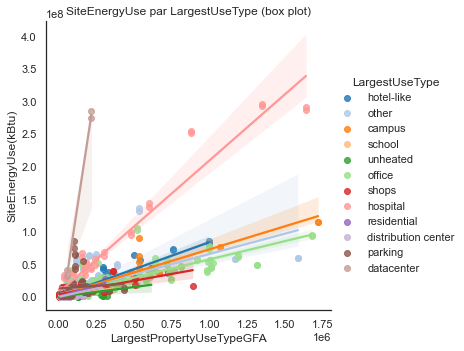 SiteEnergyUse par LargestUseType (box plot)
1e8
4.0
3.5
3.0
2.5
2.0
1.5
1.0
0.5
0.0
SiteEnergyUse(kBtu)
0.00 0.25 0.50 0.75 1.00 1.25 1.50 1.75
1e6
LargestPropertyUseTypeGFA
LargestUseType
hotel-like
other
campus
school
unheated
office
shops
hospital
residential
distribution center
parking
datacenter